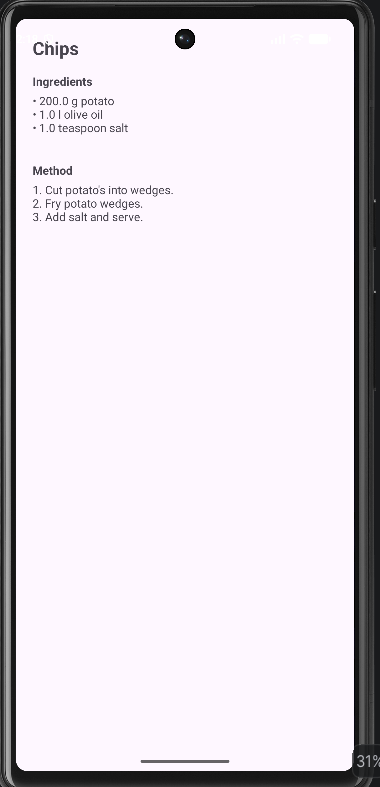 Chips
Ingredients
• 200.0 g potato
• 1.0 l olive oil
• 1.0 teaspoon salt
Method
1. Cut potato's into wedges.
2. Fry potato wedges.
3. Add salt and serve.
31%